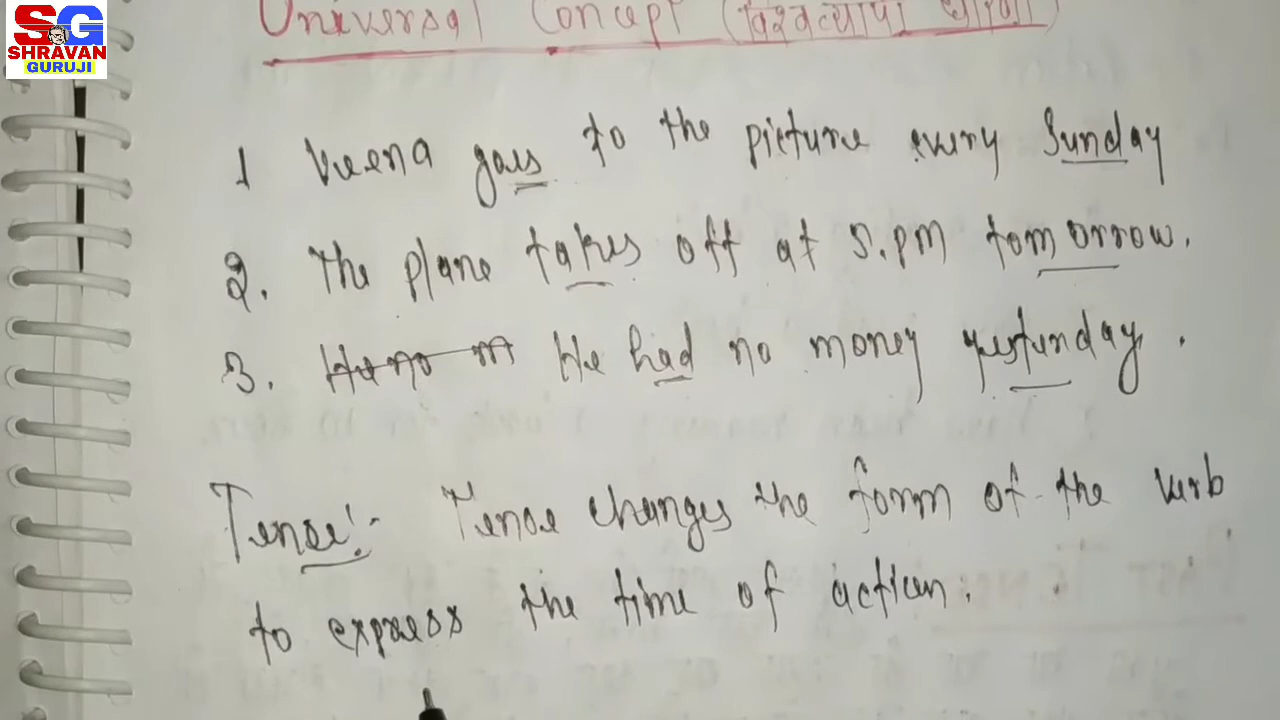 SG
SHRAVAN
GURUJI
Universal Concept (विश्वव्यापी धारणा)
1 Veena goes to the picture every Sunday
2. The plane takes off at 5.pm tomorrow.
3. He no m He had no money yesterday.
Tense:- Tense changes the form of the verb
to express the time of action.